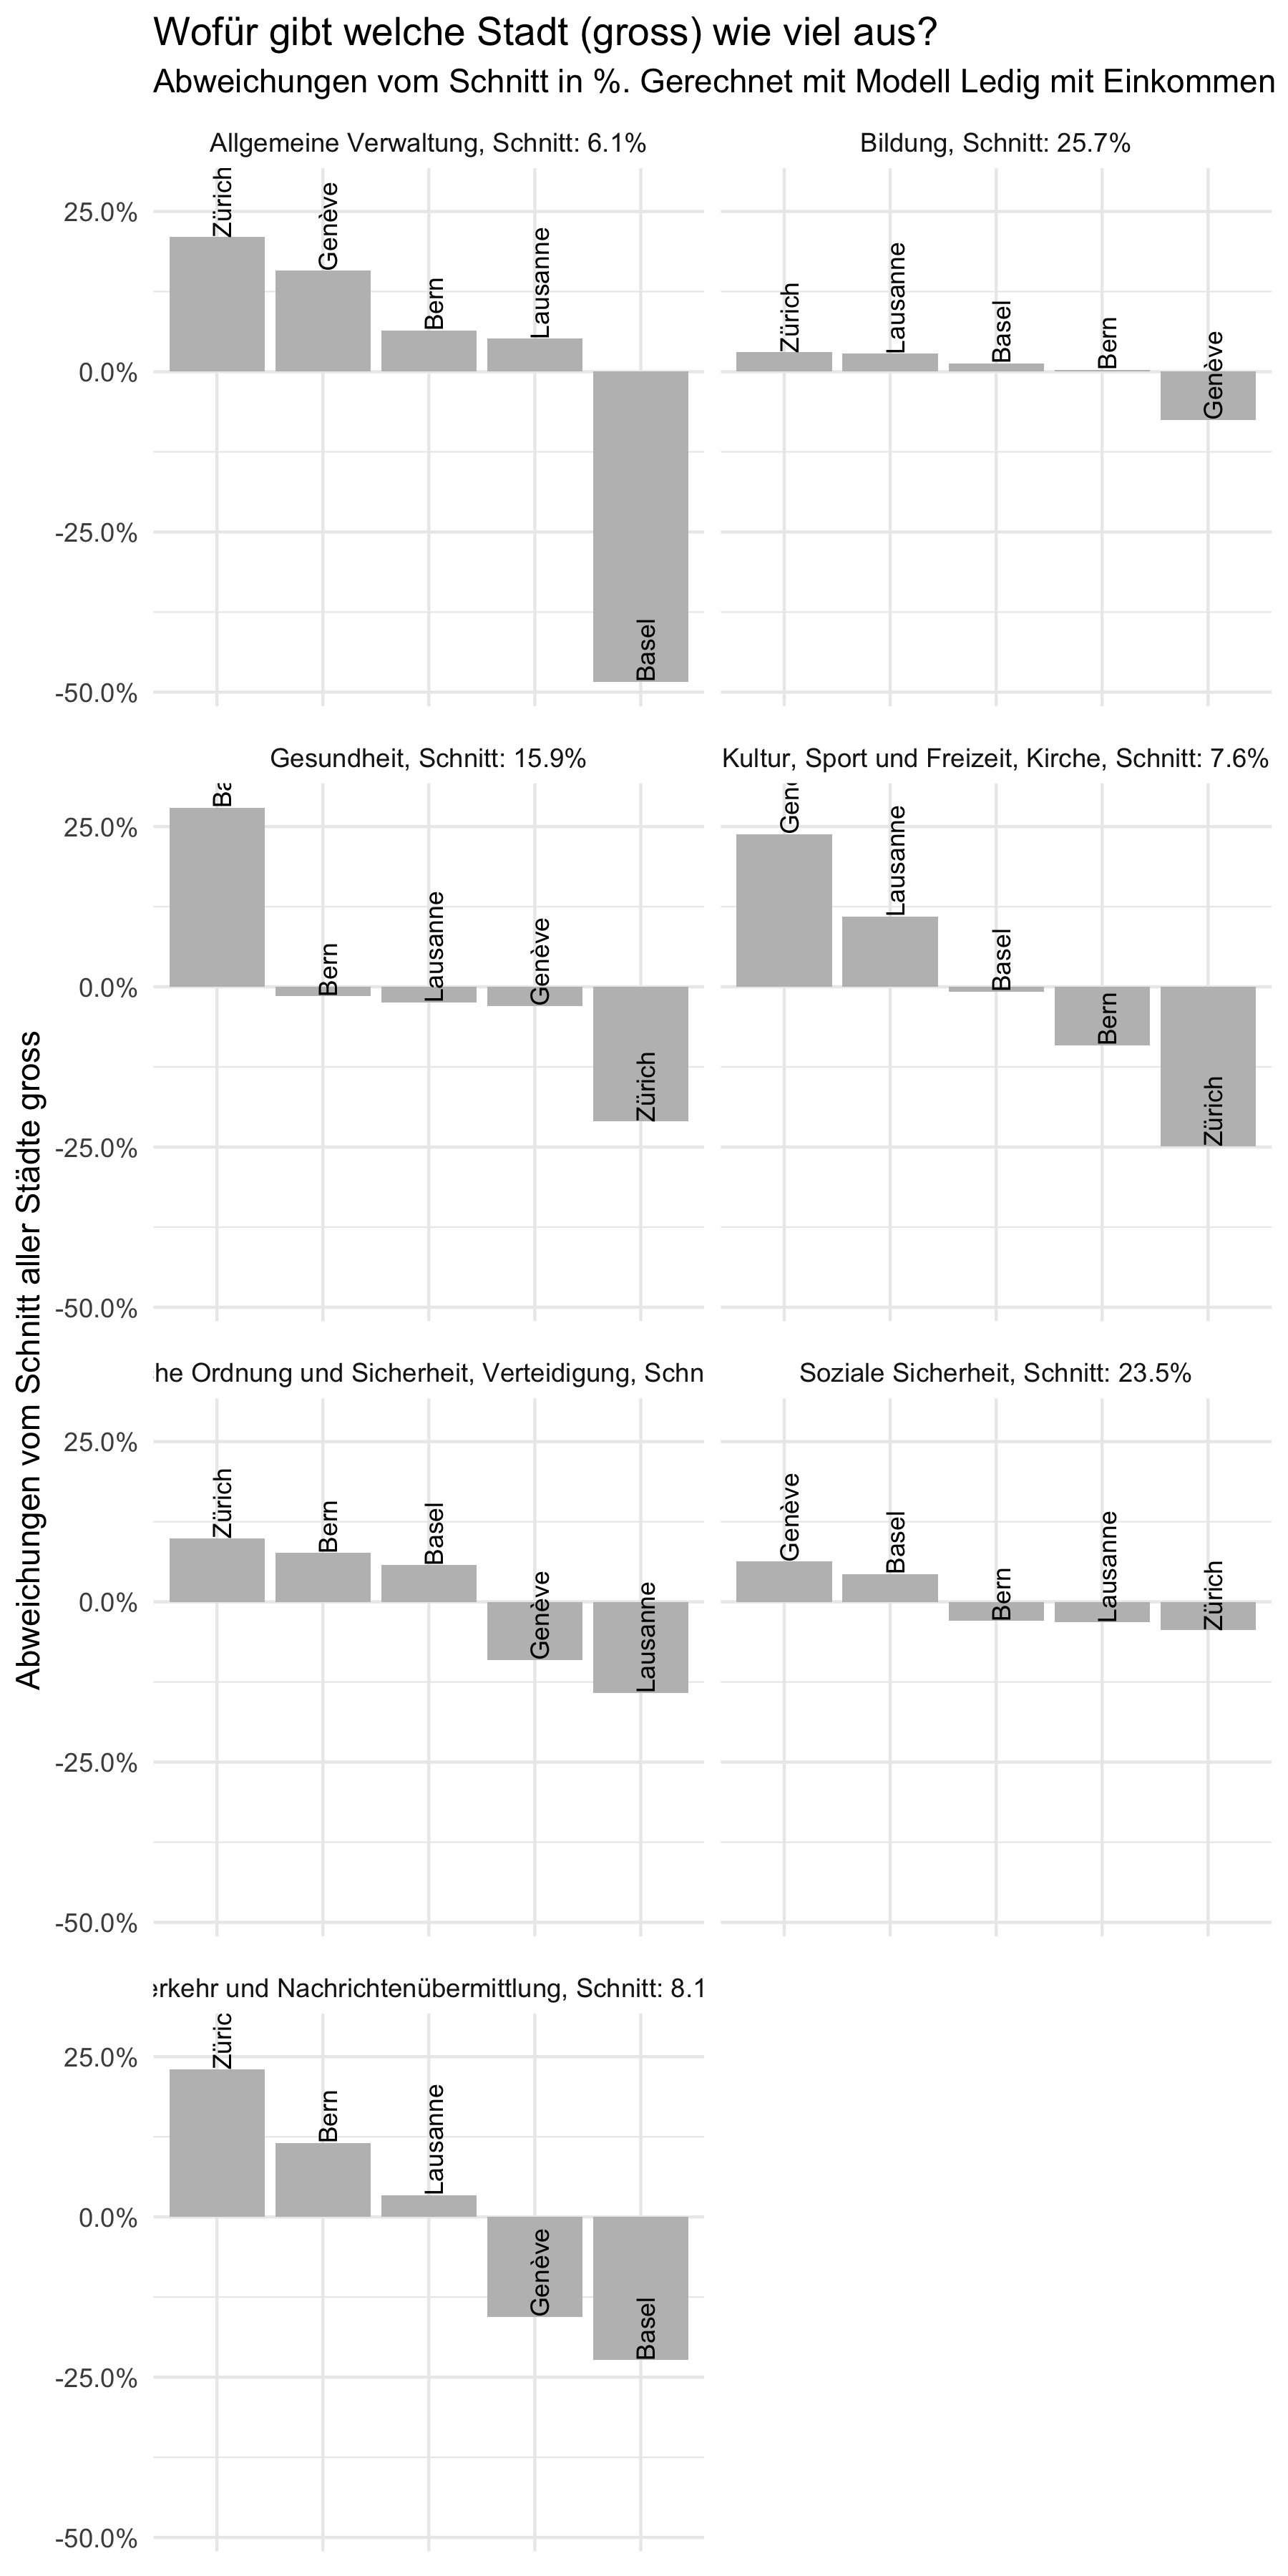 Wofür gibt welche Stadt (gross) wie viel aus?
Abweichungen vom Schnitt in %. Gerechnet mit Modell Ledig mit Einkommen
Abweichungen vom Schnitt aller Städte gross
Allgemeine Verwaltung, Schnitt: 6.1%
25.0%
0.0%
-25.0%
-50.0%
Zürich
Genève
Bern
Lausanne
Basel
Bildung, Schnitt: 25.7%
Zürich
Lausanne
Basel
Bern
Genève
Gesundheit, Schnitt: 15.9%
25.0%
0.0%
-25.0%
-50.0%
Ba
Bern
Lausanne
Genève
Zürich
Kultur, Sport und Freizeit, Kirche, Schnitt: 7.6%
Gen
Lausanne
Basel
Bern
Zürich
che Ordnung und Sicherheit, Verteidigung, Schn
25.0%
0.0%
-25.0%
-50.0%
Zürich
Bern
Basel
Genève
Lausanne
Soziale Sicherheit, Schnitt: 23.5%
Genève
Basel
Bern
Lausanne
Zürich
erkehr und Nachrichtenübermittlung, Schnitt: 8.1
25.0%
0.0%
-25.0%
-50.0%
Züric
Bern
Lausanne
Genève
Basel